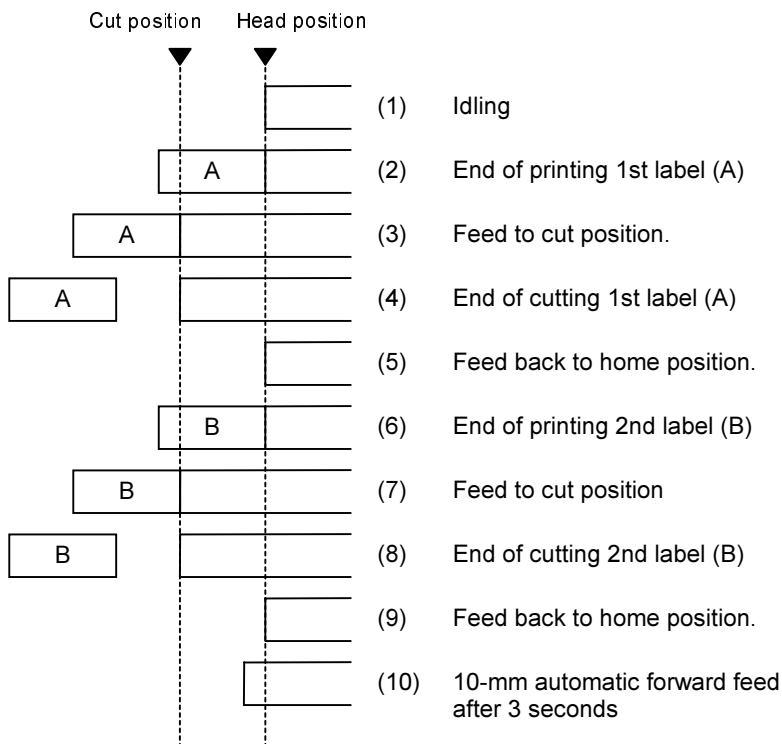 Cut position Head position
(1) Idling
A (2) End of printing 1st label (A)
A (3) Feed to cut position.
A (4) End of cutting 1st label (A)
(5) Feed back to home position.
B (6) End of printing 2nd label (B)
B (7) Feed to cut position
B (8) End of cutting 2nd label (B)
(9) Feed back to home position.
(10) 10-mm automatic forward feed
after 3 seconds